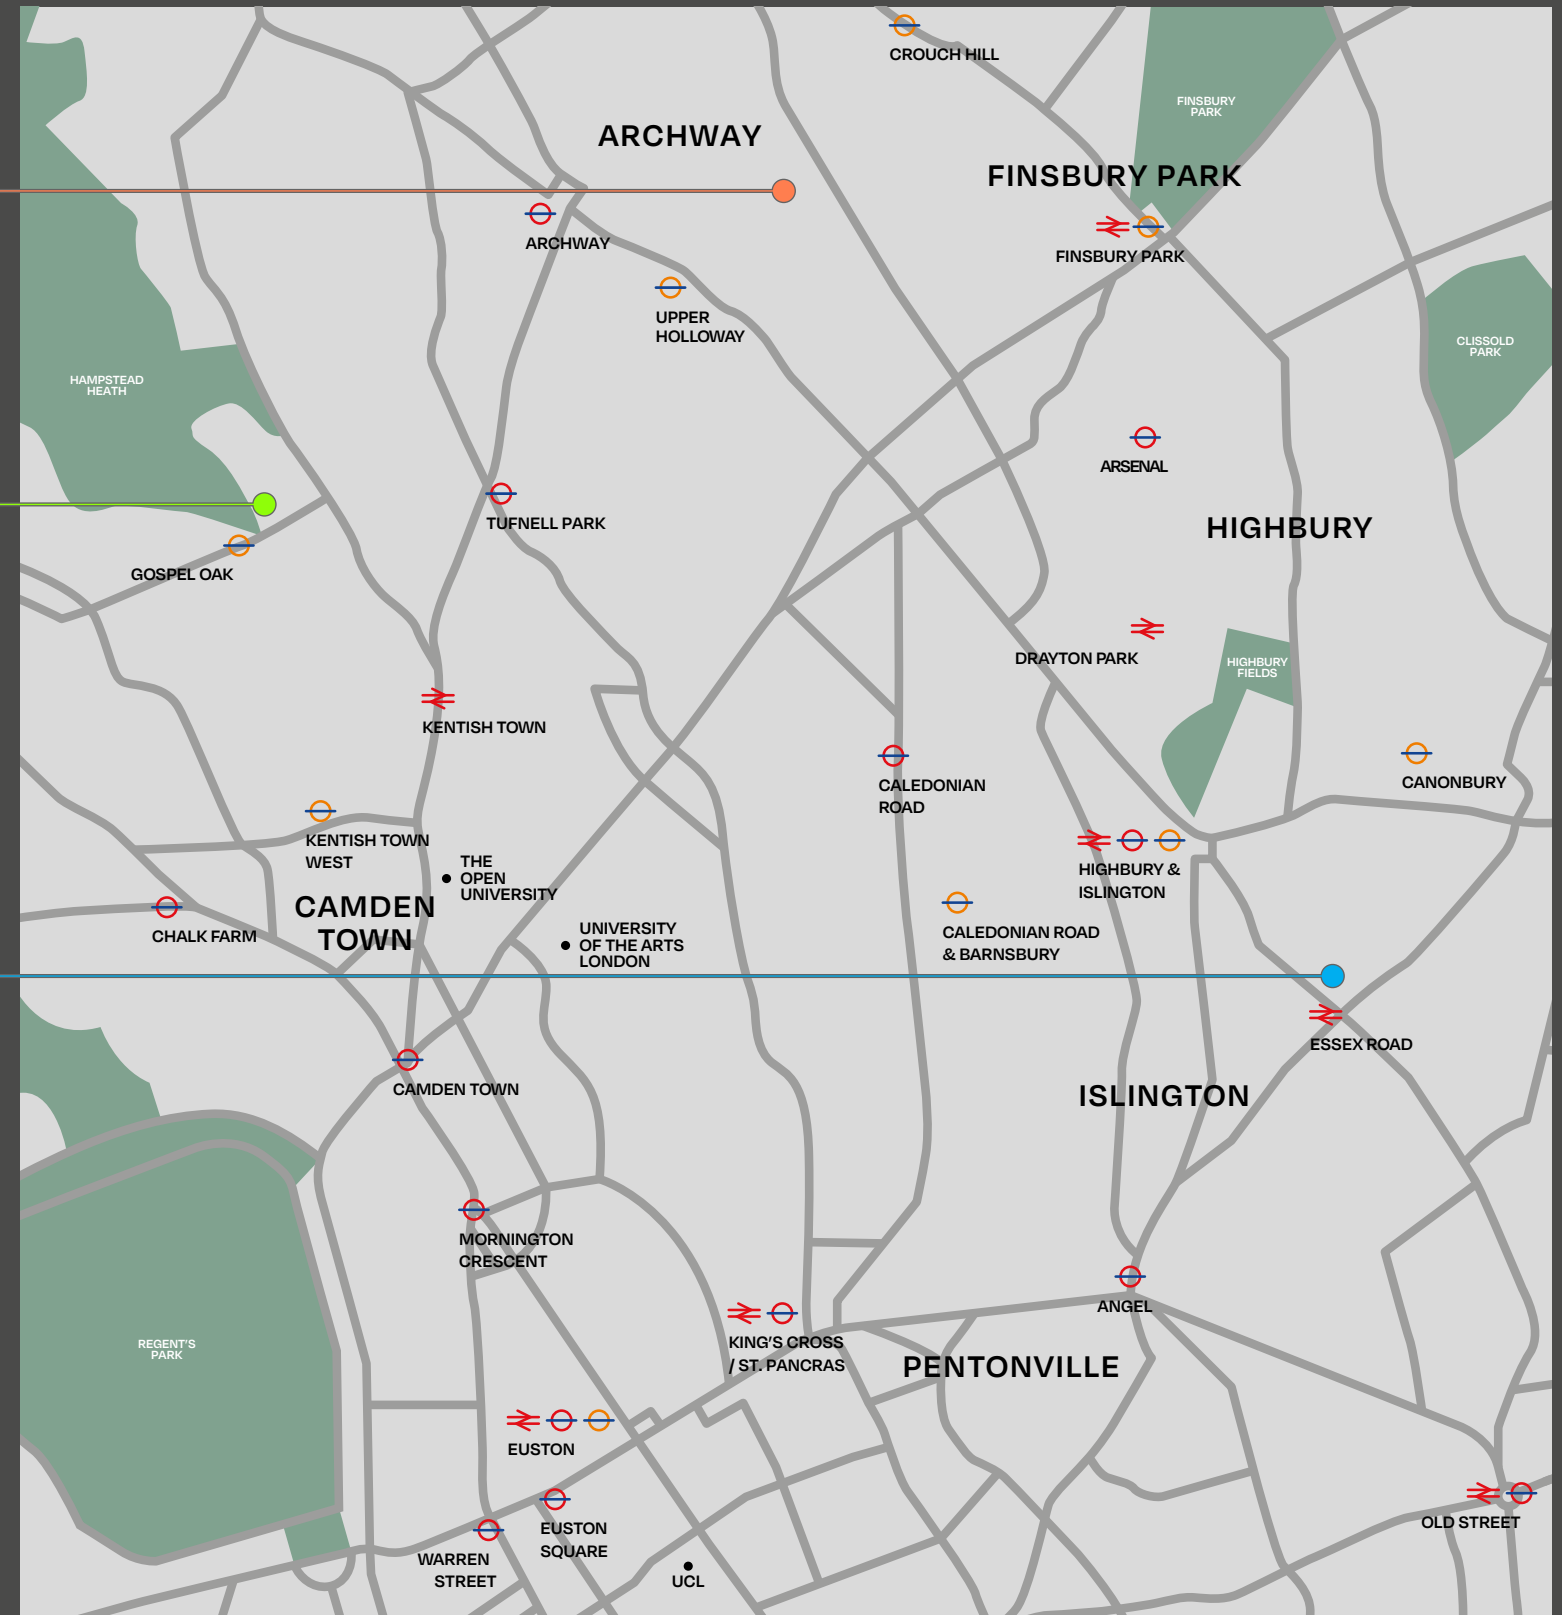 CROUCH HILL
FINSBURY
PARK
ARCHWAY
FINSBURY PARK
ARCHWAY
FINSBURY PARK
UPPER
HOLLOWAY
CLISSOLD
PARK
HAMPSTEAD
HEATH
ARSENAL
TUFNELL PARK
HIGHBURY
GOSPEL OAK
DRAYTON PARK
HIGHBURY
FIELDS
KENTISH TOWN
CALEDONIAN
ROAD
CANONBURY
KENTISH TOWN
WEST
THE
OPEN
UNIVERSITY
HIGHBURY &
ISLINGTON
CAMDEN
TOWN
CHALK FARM
UNIVERSITY
OF THE ARTS
LONDON
CALEDONIAN ROAD
& BARNSBURY
ESSEX ROAD
CAMDEN TOWN
ISLINGTON
MORNINGTON
CRESCENT
ANGEL
KING'S CROSS
/ ST. PANCRAS
REGENT'S
PARK
PENTONVILLE
EUSTON
EUSTON
SQUARE
OLD STREET
WARREN
STREET
UCL